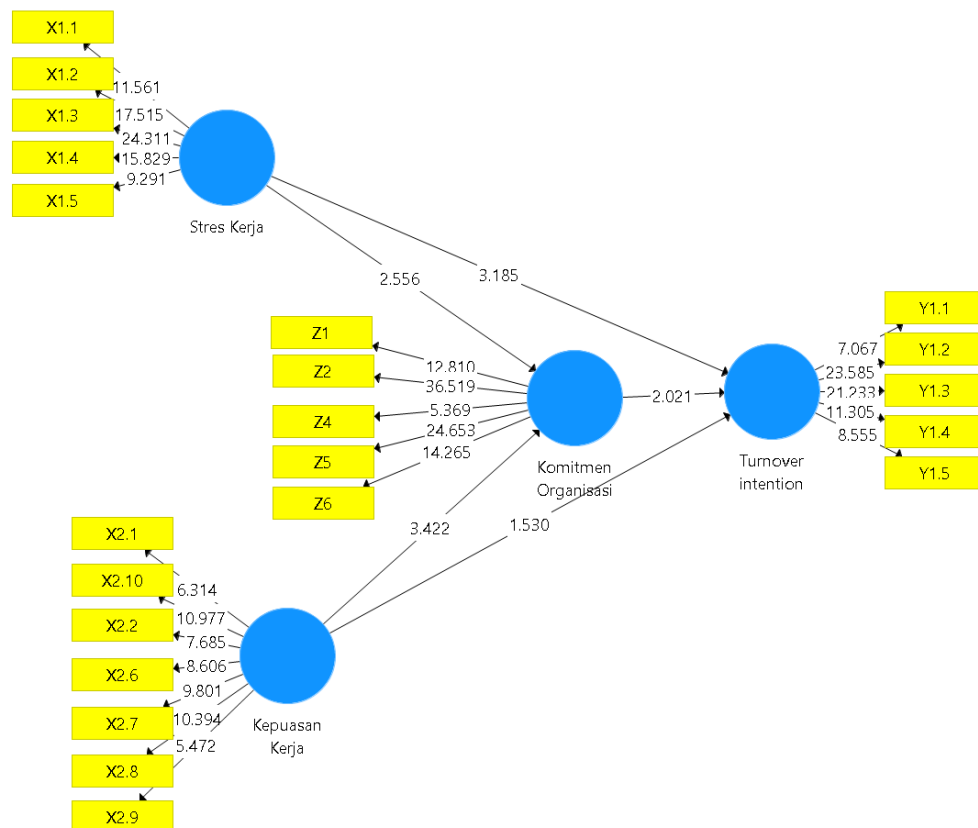 X1.1
X1.2
X1.3
X1.4
X1.5
11.561
17.515
24.311
15.829
9.291
Stres Kerja
2.556
3.185
Z1
Z2
Z4
Z5
Z6
12.810
36.519
5.369
24.653
14.265
Komitmen
Organisasi
2.021
Turnover
intention
7.067
23.585
21.233
11.305
8.555
Y1.1
Y1.2
Y1.3
Y1.4
Y1.5
3.422
1.530
X2.1
X2.10
X2.2
X2.6
X2.7
X2.8
X2.9
6.314
10.977
7.685
8.606
9.801
10.394
5.472
Kepuasan
Kerja